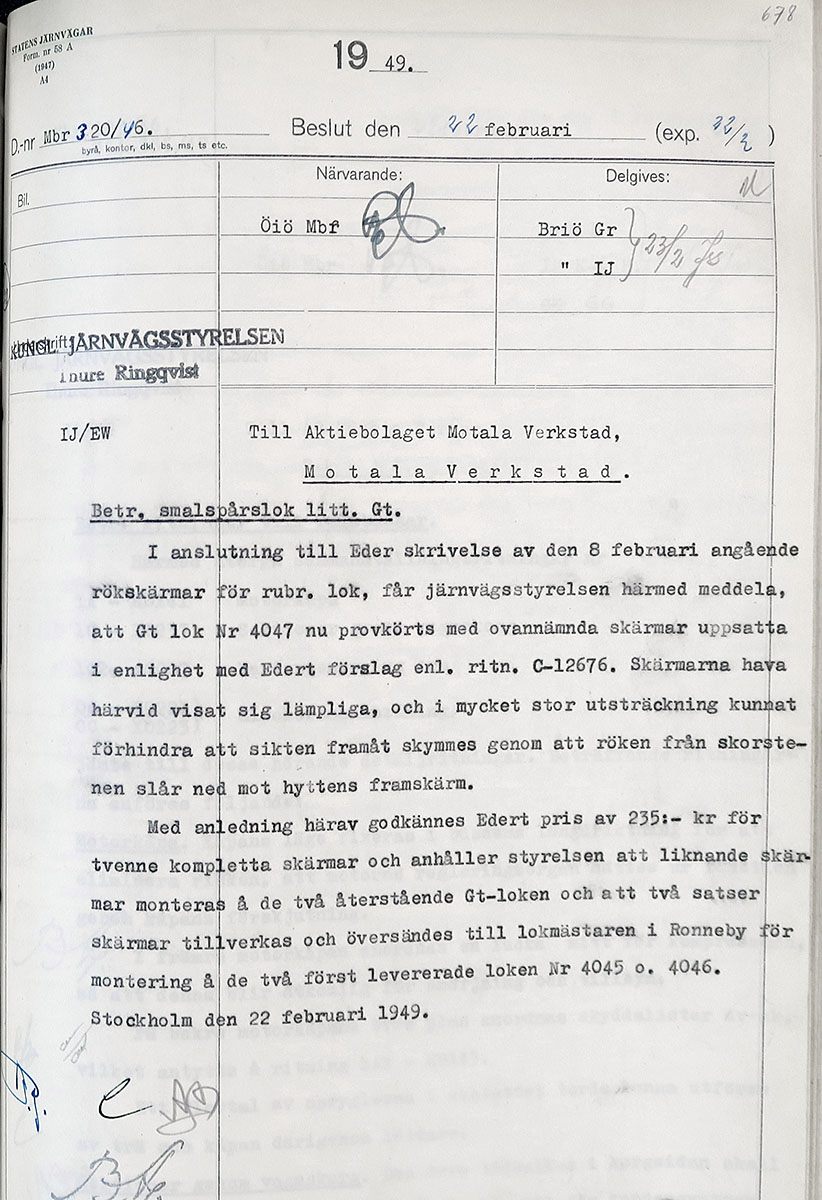 678
STATENS JÄRNVÄGAR
Form. nr 58 A
(1947)
A4
19 49.
D.-nr Mbr 320/46.
byrå, kontor, dkl, bs, ms, ts etc.
Beslut den 22 februari (exp. 22/2)
Bil.
Närvarande:
Delgives:
Öiö Mbf
Briö Gr
" IJ
23/2
KUNGL. JÄRNVÄGSSTYRELSEN
Ringqvist
IJ/EW
Till Aktiebolaget Motala Verkstad,
Motala Verkstad.
Betr, smalspårslok litt. Gt.
I anslutning till Eder skrivelse av den 8 februari angående
rökskärmar för rubr. lok, får järnvägsstyrelsen härmed meddela,
att Gt lok Nr 4047 nu provkörts med ovannämnda skärmar uppsatta
i enlighet med Edert förslag enl. ritn. C-12676. Skärmarna hava
härvid visat sig lämpliga, och i mycket stor utsträckning kunnat
förhindra att sikten framåt skymmes genom att röken från skorste-
nen slår ned mot hyttens framskärm.
Med anledning härav godkännes Edert pris av 235:- kr för
tvenne kompletta skärmar och anhåller styrelsen att liknande skär-
mar monteras å de två återstående Gt-loken och att två satser
skärmar tillverkas och översändes till lokmästaren i Ronneby för
montering å de två först levererade loken Nr 4045 o. 4046.
Stockholm den 22 februari 1949.